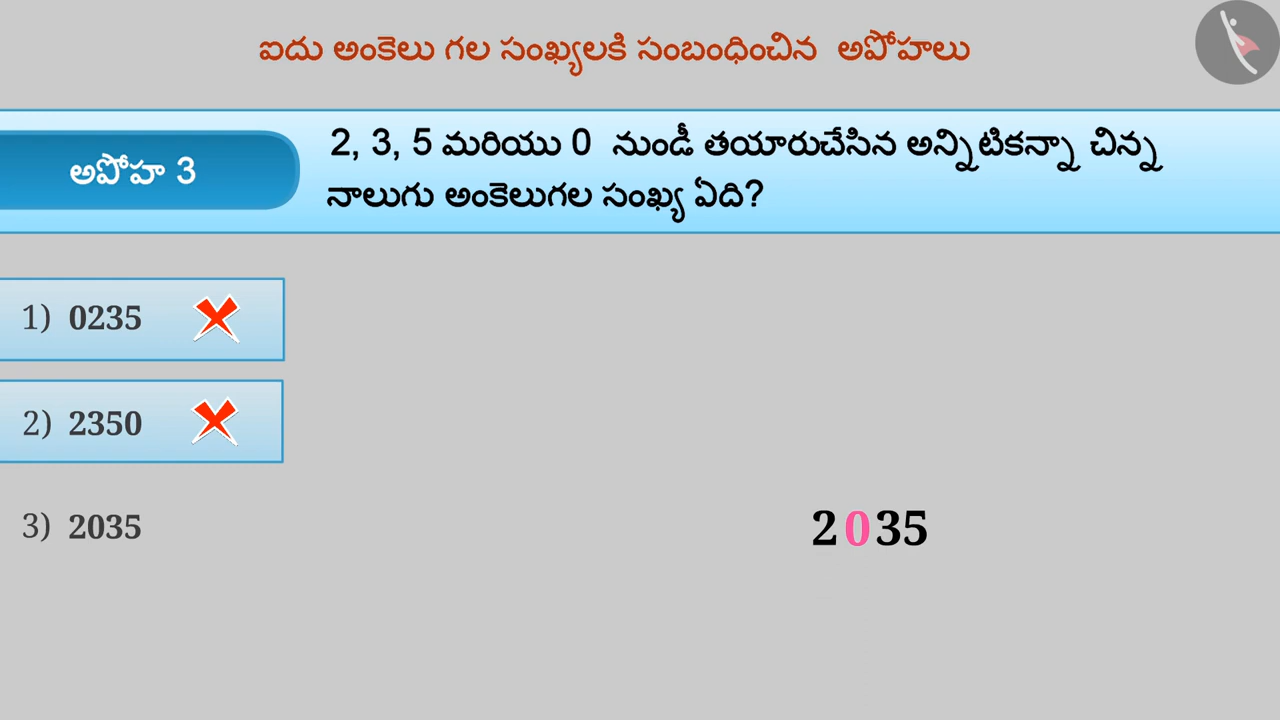 ఐదు అంకెలు గల సంఖ్యలకి సంబంధించిన అపోహలు
అపోహ 3
2, 3, 5 మరియు 0 నుండీ తయారుచేసిన అన్నిటికన్నా చిన్న
నాలుగు అంకెలుగల సంఖ్య ఏది?
1) 0235
2) 2350
3) 2035
2035